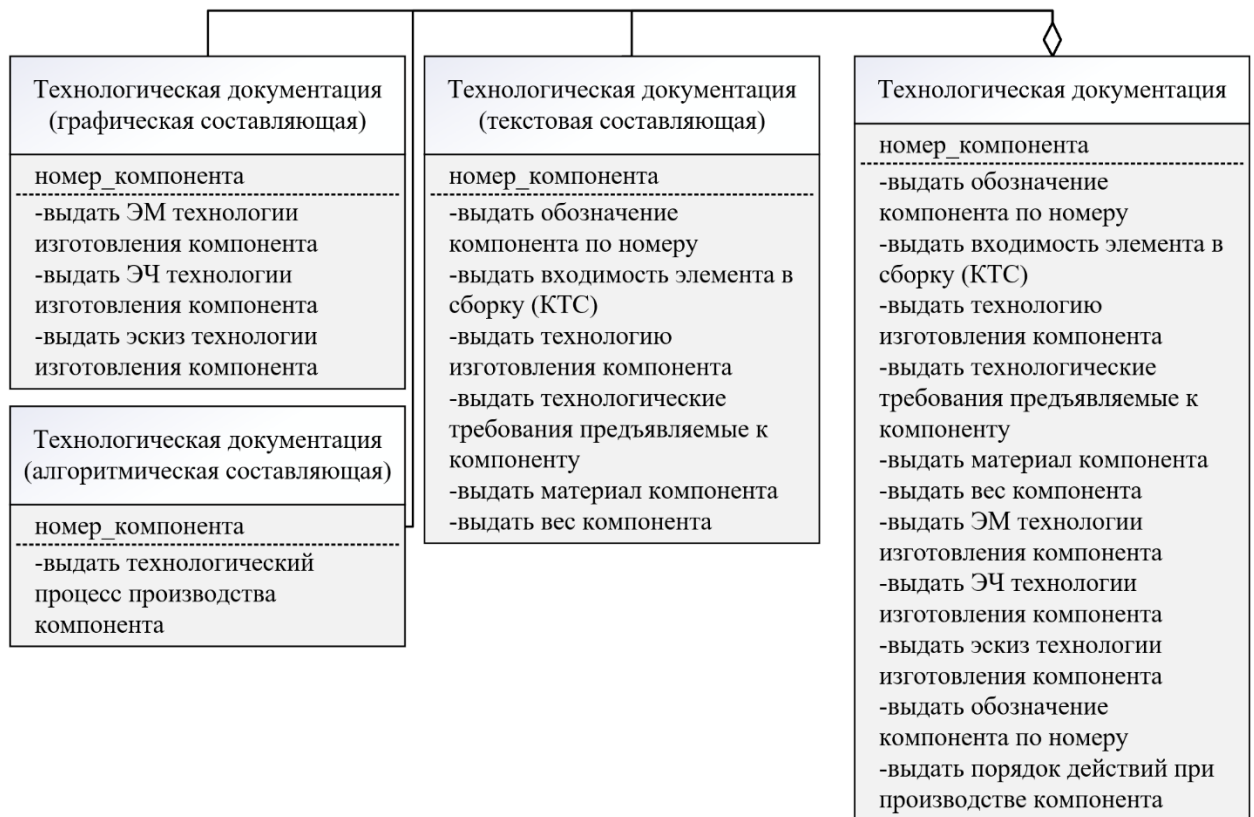 Технологическая документация
(графическая составляющая)
номер_компонента
-выдать ЭМ технологии
изготовления компонента
-выдать ЭЧ технологии
изготовления компонента
-выдать эскиз технологии
изготовления компонента
Технологическая документация
(алгоритмическая составляющая)
номер_компонента
-выдать технологический
процесс производства
компонента
Технологическая документация
(текстовая составляющая)
номер_компонента
-выдать обозначение
компонента по номеру
-выдать входимость элемента в
сборку (КТС)
-выдать технологию
изготовления компонента
-выдать технологические
требования предъявляемые к
компоненту
-выдать материал компонента
-выдать вес компонента
Технологическая документация
номер_компонента
-выдать обозначение
компонента по номеру
-выдать входимость элемента в
сборку (КТС)
-выдать технологию
изготовления компонента
-выдать технологические
требования предъявляемые к
компоненту
-выдать материал компонента
-выдать вес компонента
-выдать ЭМ технологии
изготовления компонента
-выдать ЭЧ технологии
изготовления компонента
-выдать эскиз технологии
изготовления компонента
-выдать обозначение
компонента по номеру
-выдать порядок действий при
производстве компонента